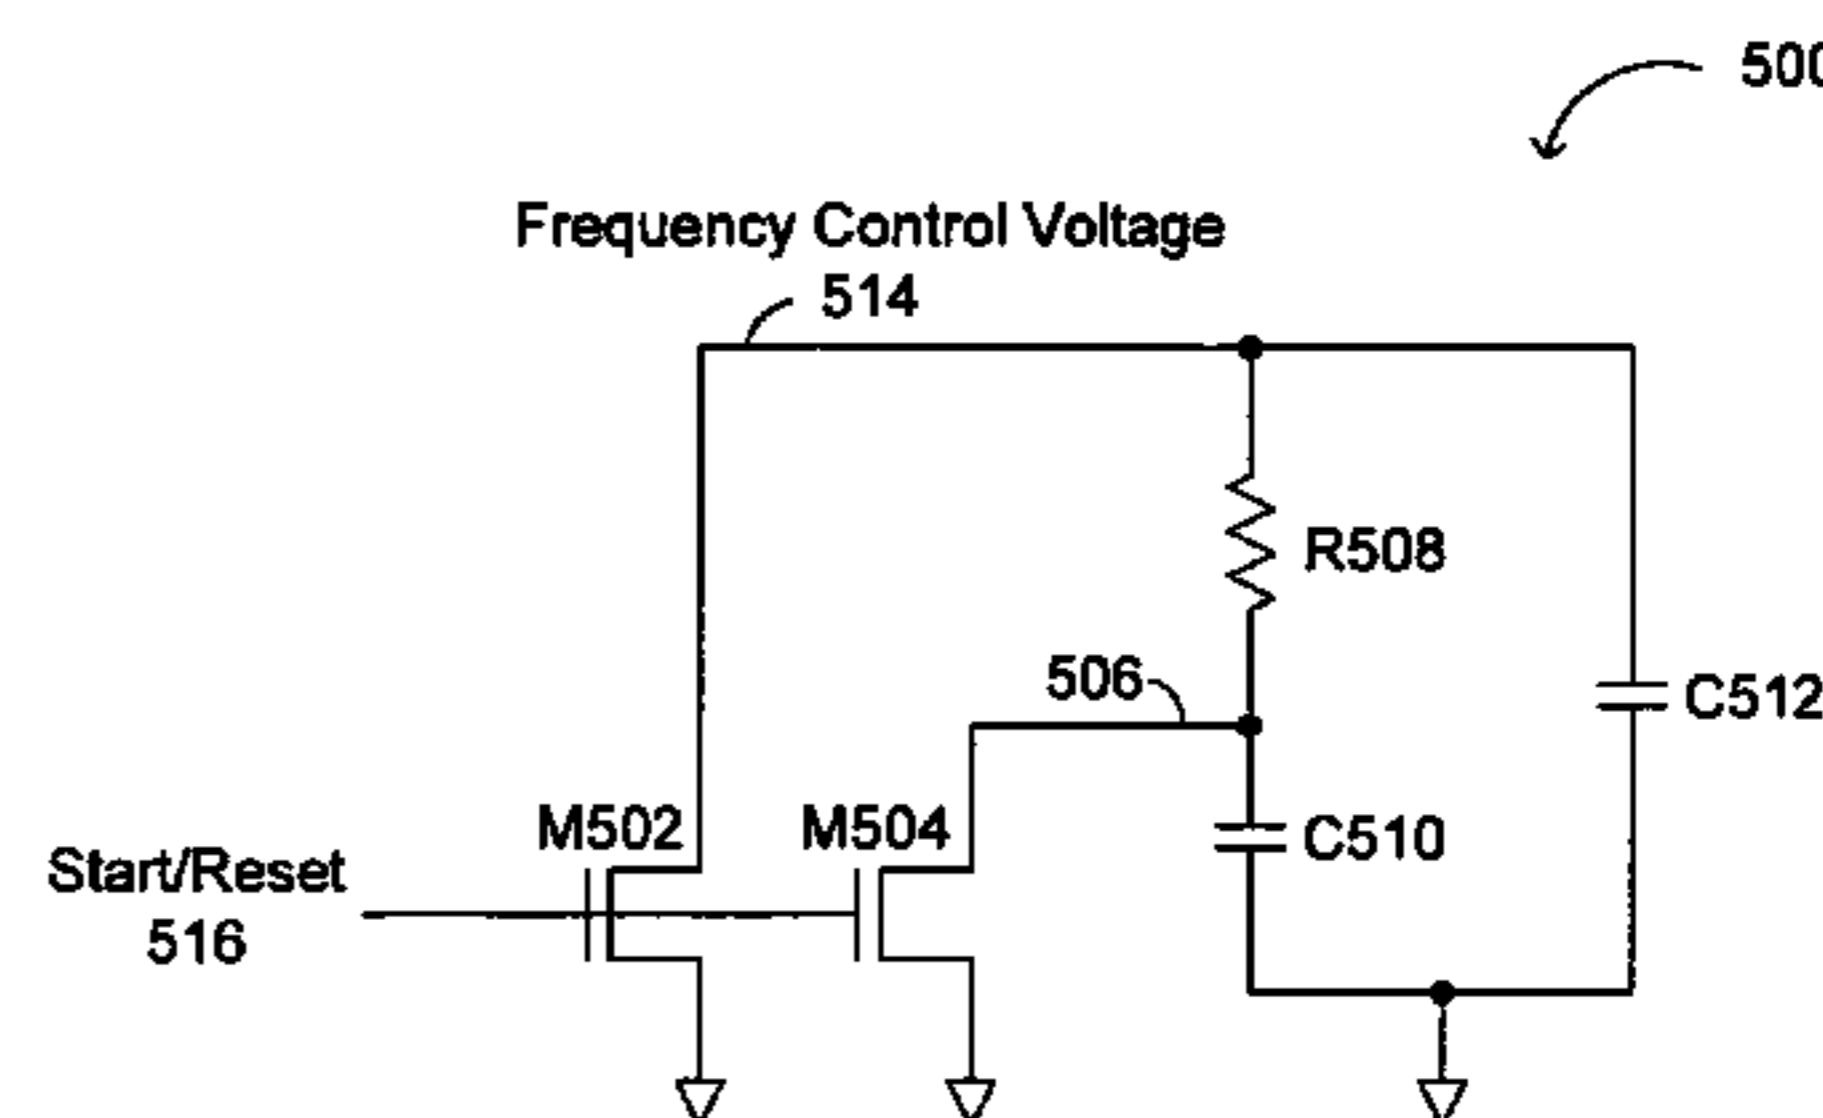 500
Frequency Control Voltage
514
R508
506
C512
M502
M504
C510
Start/Reset
516